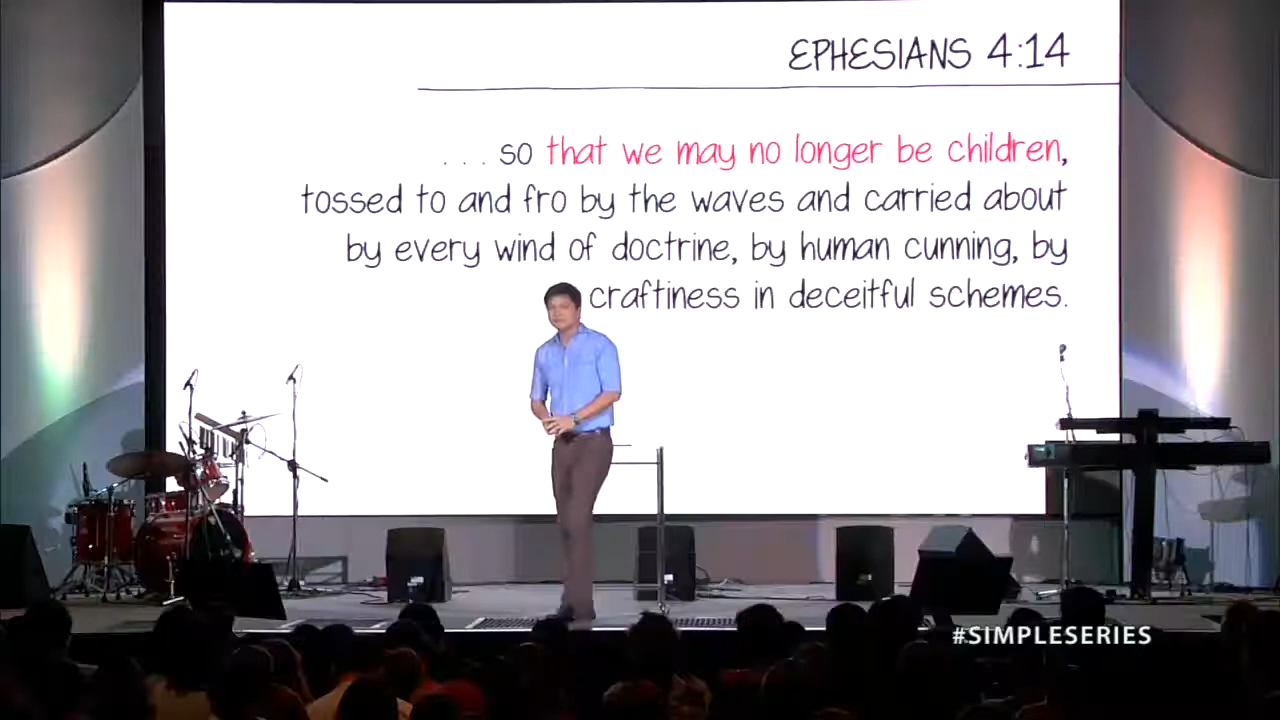 EPHESIANS 4:14
. . . so that we may no longer be children,
tossed to and fro by the waves and carried about
by every wind of doctrine, by human cunning, by
craftiness in deceitful schemes.
#SIMPLESERIES